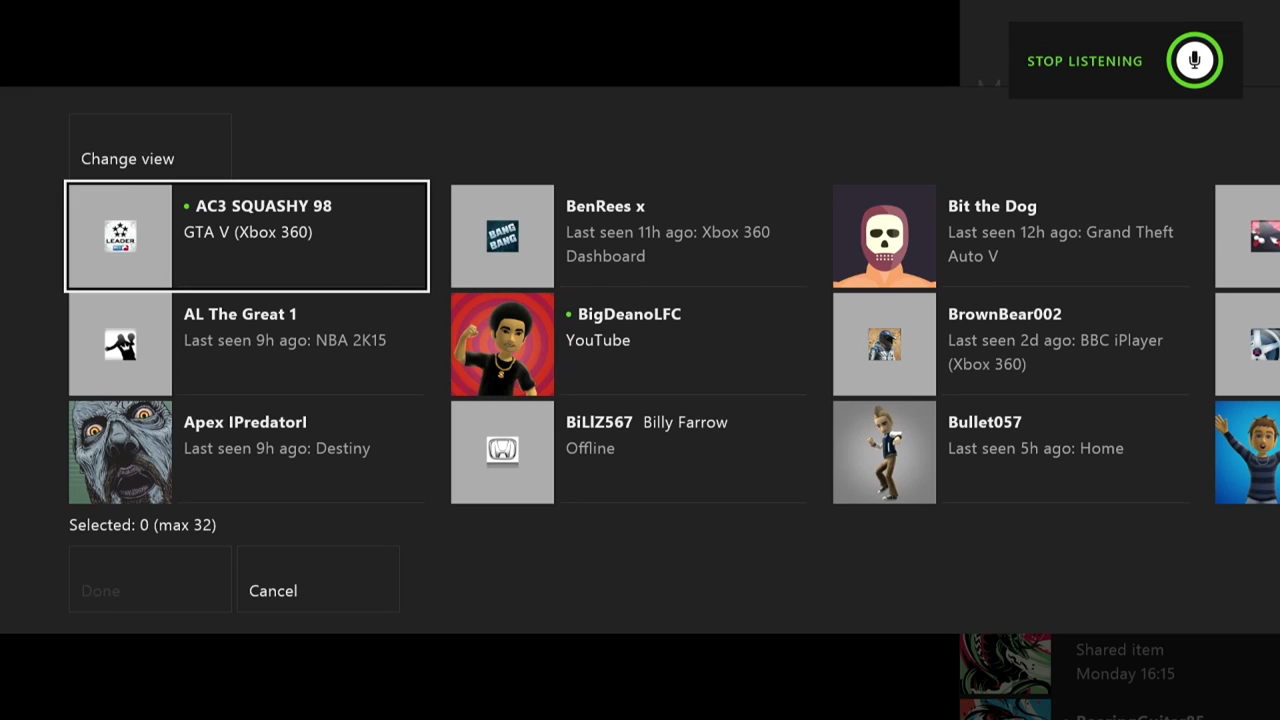 STOP LISTENING
Change view
AC3 SQUASHY 98
GTA V (Xbox 360)
LEADER
AL The Great 1
Last seen 9h ago: NBA 2K15
Apex IPredatorI
Last seen 9h ago: Destiny
BANG
BANG
BenRees x
Last seen 11h ago: Xbox 360
Dashboard
BigDeanoLFC
YouTube
BiLlZ567 Billy Farrow
Offline
Bit the Dog
Last seen 12h ago: Grand Theft
Auto V
BrownBear002
Last seen 2d ago: BBC iPlayer
(Xbox 360)
Bullet057
Last seen 5h ago: Home
Selected: 0 (max 32)
Done
Cancel
Shared item
Monday 16:15